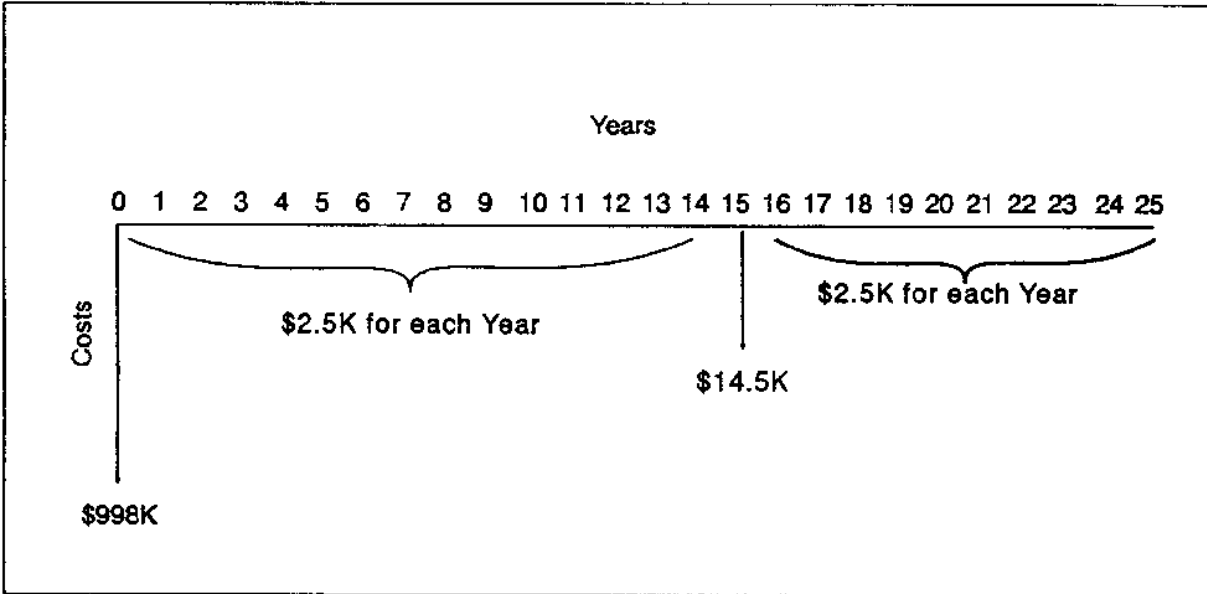 Years
0 1 2 3 4 5 6 7 8 9 10 11 12 13 14 15 16 17 18 19 20 21 22 23 24 25
$2.5K for each Year
$2.5K for each Year
Costs
$14.5K
$998K